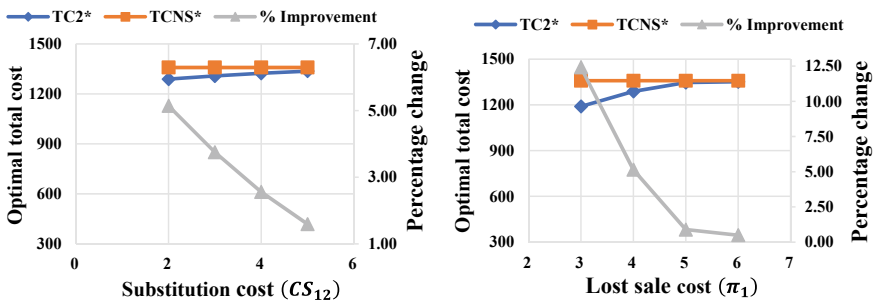 TC2* TCNS* % Improvement
1500
1200
900
600
300
7.00
5.00
3.00
1.00
0 2 4 6
Optimal total cost
Percentage change
Substitution cost (CS₁₂)
TC2* TCNS* % Improvement
1500
1200
900
600
300
12.50
10.00
7.50
5.00
2.50
0.00
2 3 4 5 6 7
Optimal total cost
Percentage change
Lost sale cost (π₁)